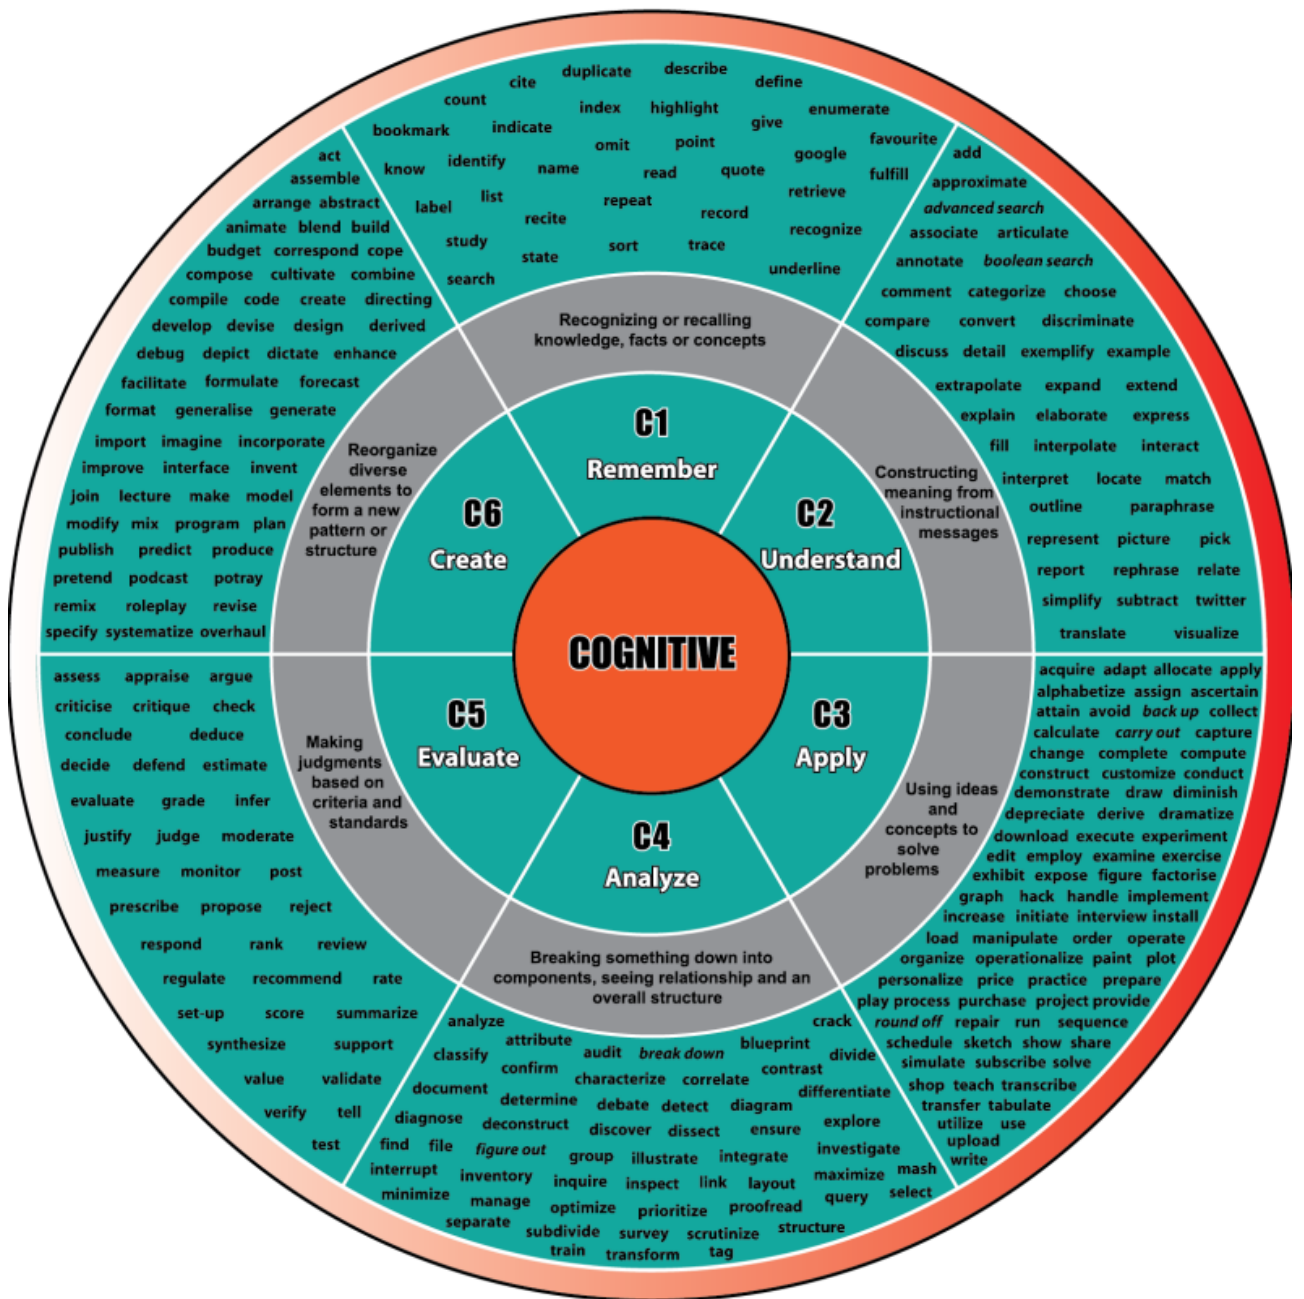 COGNITIVE
C1
Remember
Recognizing or recalling
knowledge, facts or concepts
cite duplicate describe define
count index highlight enumerate
bookmark indicate omit point give favourite
know identify name read quote google fulfill
label list repeat retrieve
recite record recognize
study state sort trace
search underline
C2
Understand
Constructing
meaning from
instructional
messages
add
approximate
advanced search
associate articulate
annotate boolean search
comment categorize choose
compare convert discriminate
discuss detail exemplify example
extrapolate expand extend
explain elaborate express
fill interpolate interact
interpret locate match
outline paraphrase
represent picture pick
report rephrase relate
simplify subtract twitter
translate visualize
C3
Apply
Using ideas
and
concepts to
solve
problems
acquire adapt allocate apply
alphabetize assign ascertain
attain avoid back up collect
calculate carry out capture
change complete compute
construct customize conduct
demonstrate draw diminish
depreciate derive dramatize
download execute experiment
edit employ examine exercise
exhibit expose figure factorise
graph hack handle implement
increase initiate interview install
load manipulate order operate
organize operationalize paint plot
personalize price practice prepare
play process purchase project provide
round off repair run sequence
schedule sketch show share
simulate subscribe solve
shop teach transcribe
transfer tabulate
utilize use
upload
write
C4
Analyze
Breaking something down into
components, seeing relationship and an
overall structure
analyze crack
attribute blueprint
classify audit break down divide
confirm contrast
document characterize correlate differentiate
determine debate detect diagram
diagnose deconstruct discover dissect ensure explore
find file figure out group illustrate integrate investigate
interrupt inventory inquire inspect link layout maximize mash
minimize manage optimize prioritize proofread query select
separate subdivide survey scrutinize structure
train transform tag
C5
Evaluate
Making
judgments
based on
criteria and
standards
assess appraise argue
criticise critique check
conclude deduce
decide defend estimate
evaluate grade infer
justify judge moderate
measure monitor post
prescribe propose reject
respond rank review
regulate recommend rate
set-up score summarize
synthesize support
value validate
verify tell
test
C6
Create
Reorganize
diverse
elements to
form a new
pattern or
structure
act
assemble
arrange abstract
animate blend build
budget correspond cope
compose cultivate combine
compile code create directing
develop devise design derived
debug depict dictate enhance
facilitate formulate forecast
format generalise generate
import imagine incorporate
improve interface invent
join lecture make model
modify mix program plan
publish predict produce
pretend podcast potray
remix roleplay revise
specify systematize overhaul